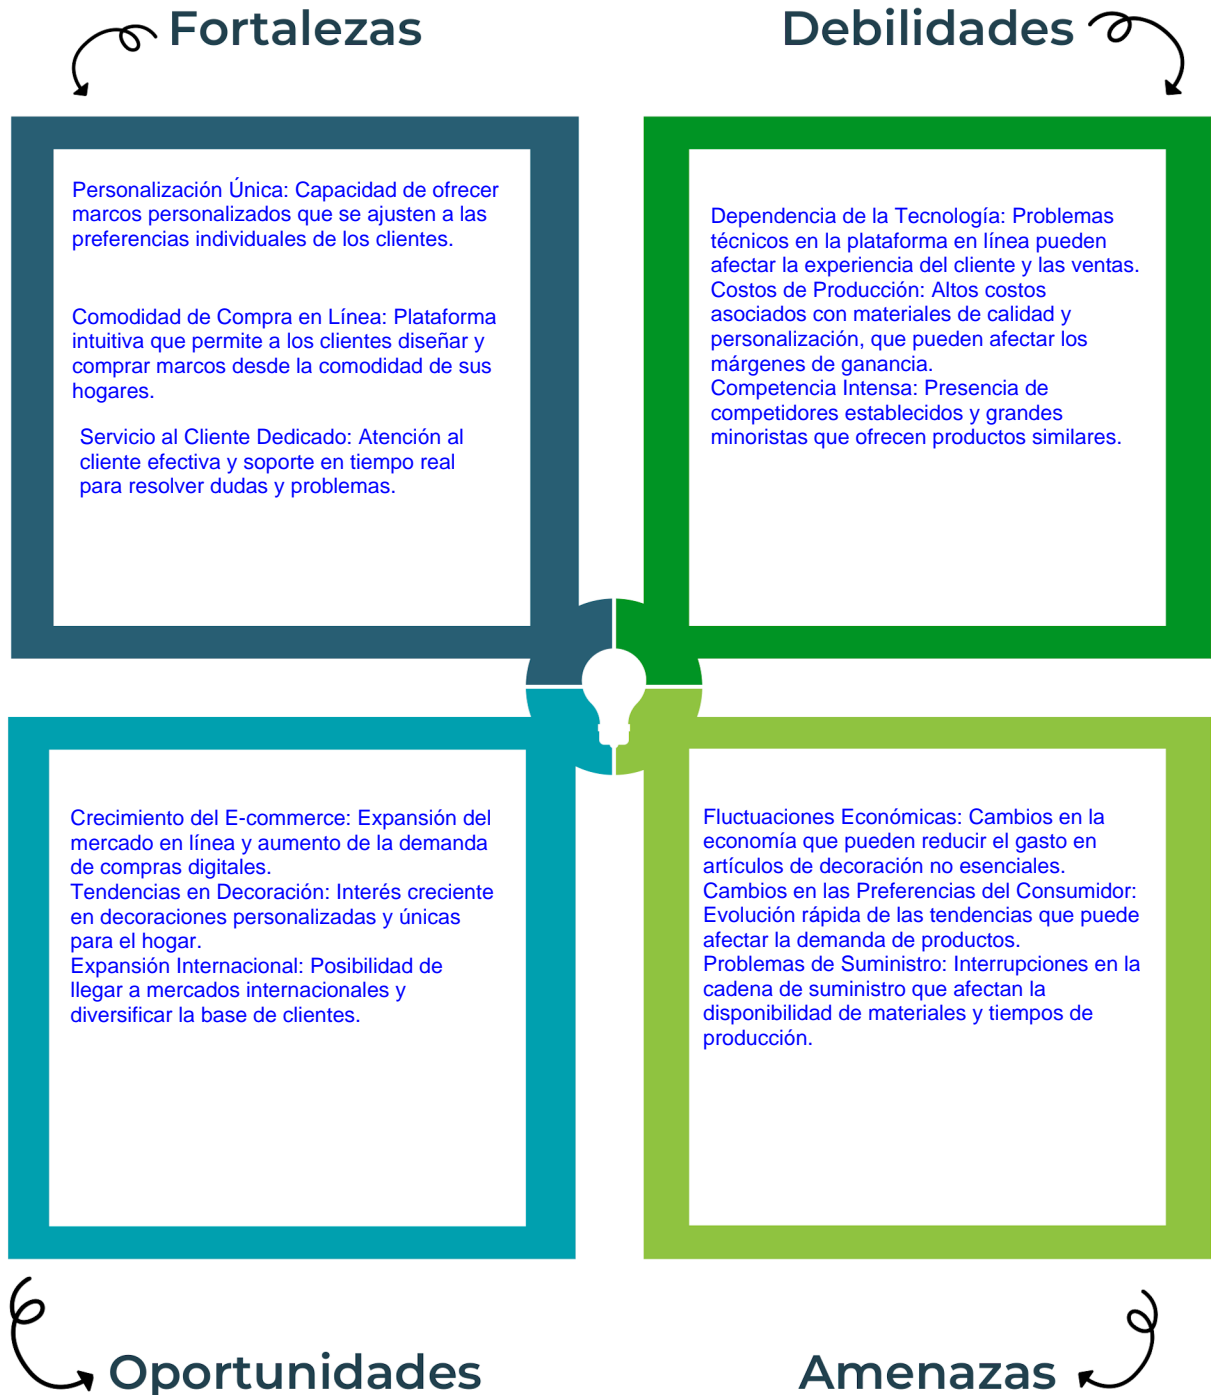 Fortalezas
Debilidades
Personalización Única: Capacidad de ofrecer
marcos personalizados que se ajusten a las
preferencias individuales de los clientes.
Comodidad de Compra en Línea: Plataforma
intuitiva que permite a los clientes diseñar y
comprar marcos desde la comodidad de sus
hogares.
Servicio al Cliente Dedicado: Atención al
cliente efectiva y soporte en tiempo real
para resolver dudas y problemas.
Dependencia de la Tecnología: Problemas
técnicos en la plataforma en línea pueden
afectar la experiencia del cliente y las ventas.
Costos de Producción: Altos costos
asociados con materiales de calidad y
personalización, que pueden afectar los
márgenes de ganancia.
Competencia Intensa: Presencia de
competidores establecidos y grandes
minoristas que ofrecen productos similares.
Crecimiento del E-commerce: Expansión del
mercado en línea y aumento de la demanda
de compras digitales.
Tendencias en Decoración: Interés creciente
en decoraciones personalizadas y únicas
para el hogar.
Expansión Internacional: Posibilidad de
llegar a mercados internacionales y
diversificar la base de clientes.
Fluctuaciones Económicas: Cambios en la
economía que pueden reducir el gasto en
artículos de decoración no esenciales.
Cambios en las Preferencias del Consumidor:
Evolución rápida de las tendencias que puede
afectar la demanda de productos.
Problemas de Suministro: Interrupciones en la
cadena de suministro que afectan la
disponibilidad de materiales y tiempos de
producción.
Oportunidades
Amenazas